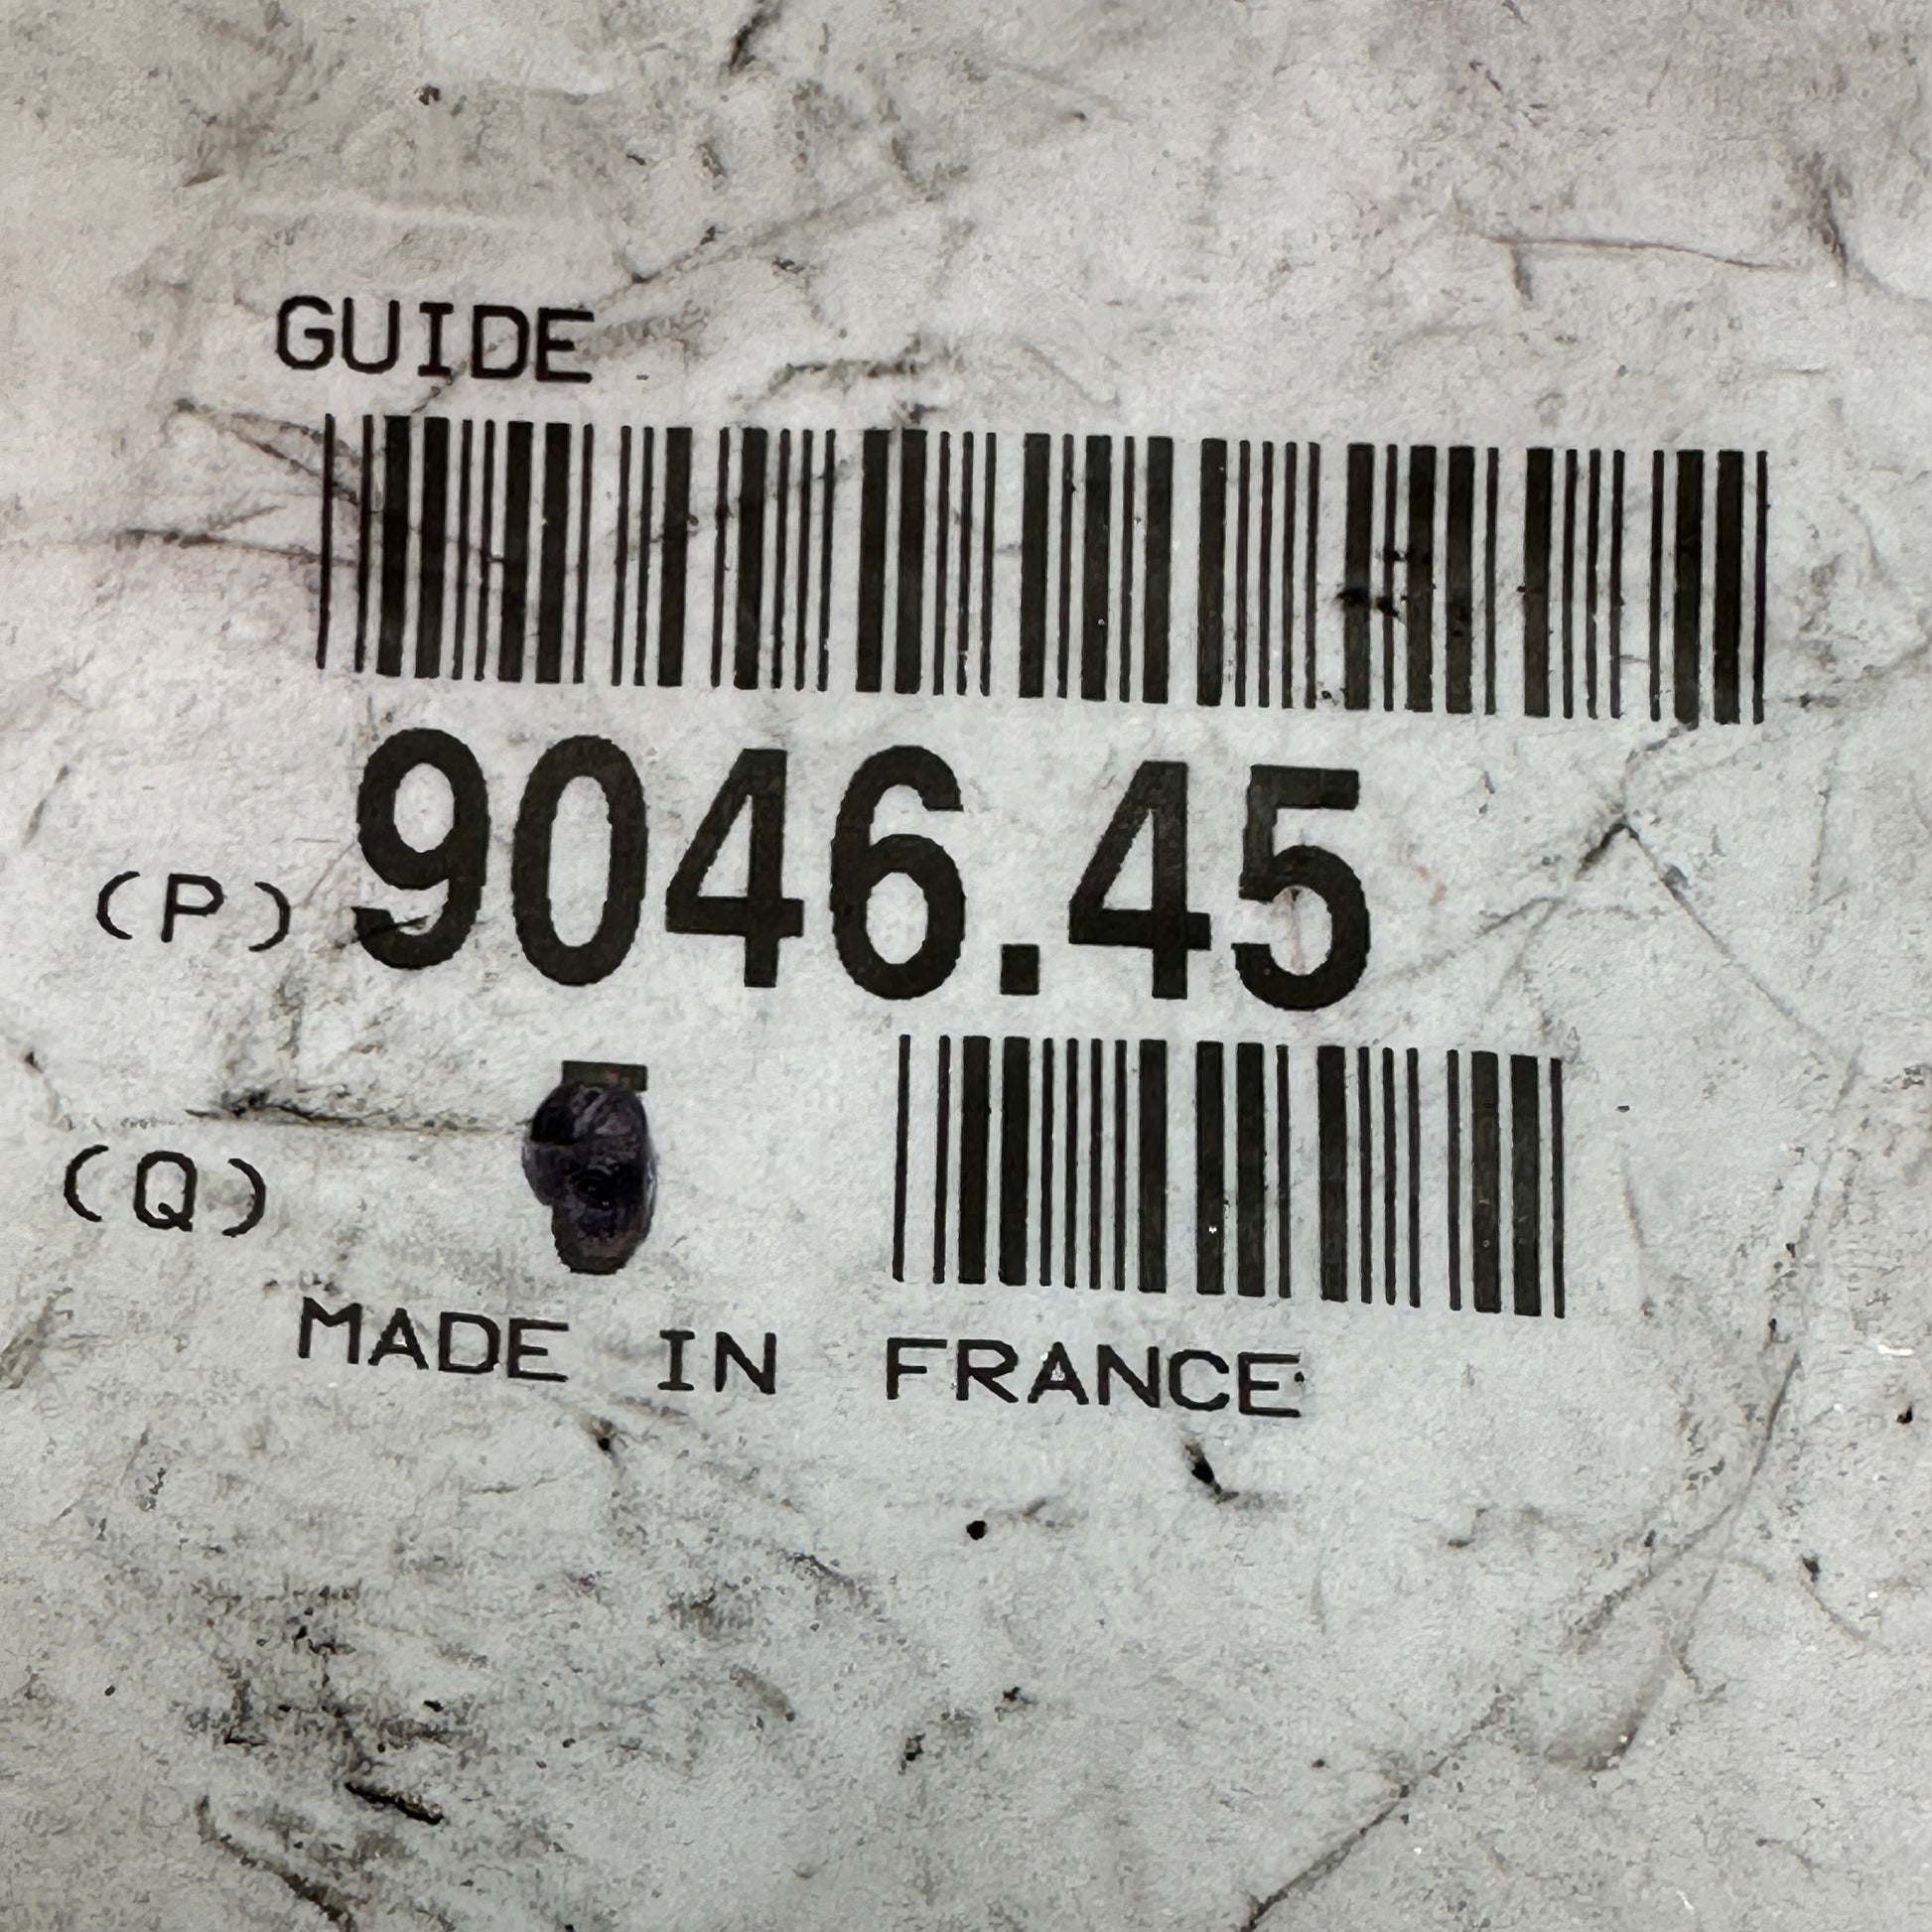 GUIDE
(P) 9046.45
(Q)
MADE IN FRANCE